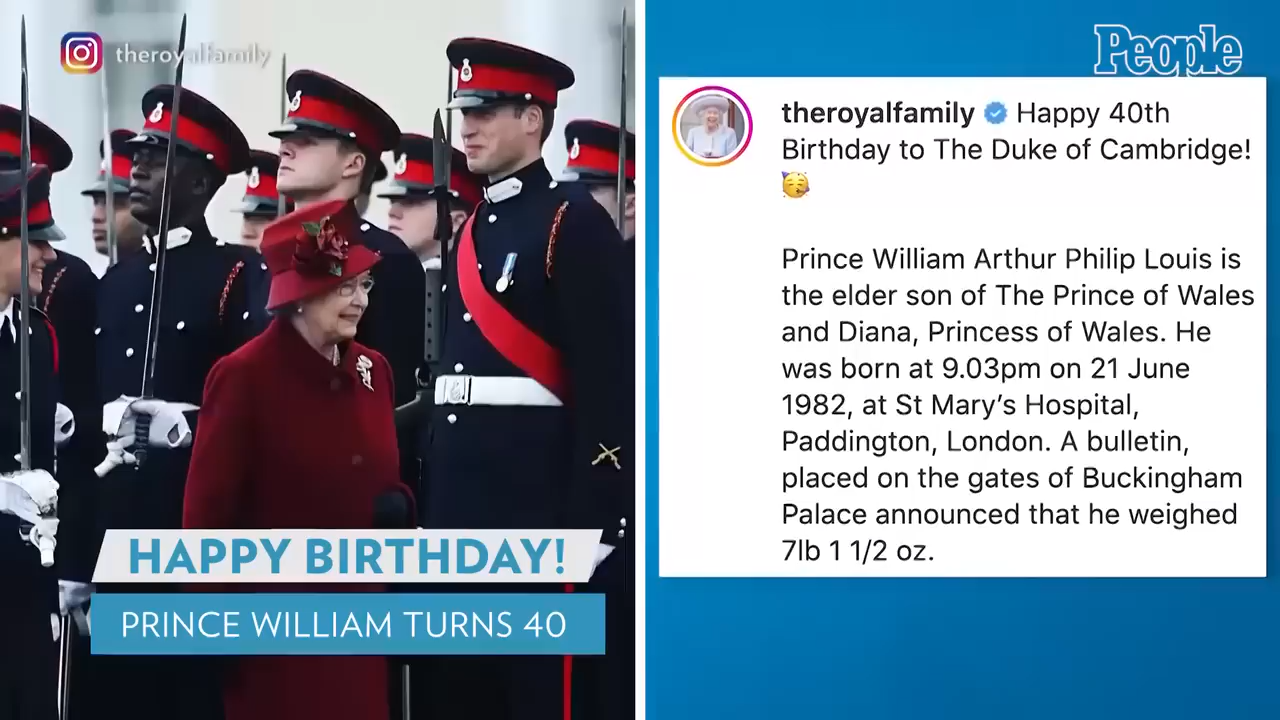 theroyalfamily
HAPPY BIRTHDAY!
PRINCE WILLIAM TURNS 40
People
theroyalfamily Happy 40th
Birthday to The Duke of Cambridge!
🥳
Prince William Arthur Philip Louis is
the elder son of The Prince of Wales
and Diana, Princess of Wales. He
was born at 9.03pm on 21 June
1982, at St Mary’s Hospital,
Paddington, London. A bulletin,
placed on the gates of Buckingham
Palace announced that he weighed
7lb 1 1/2 oz.